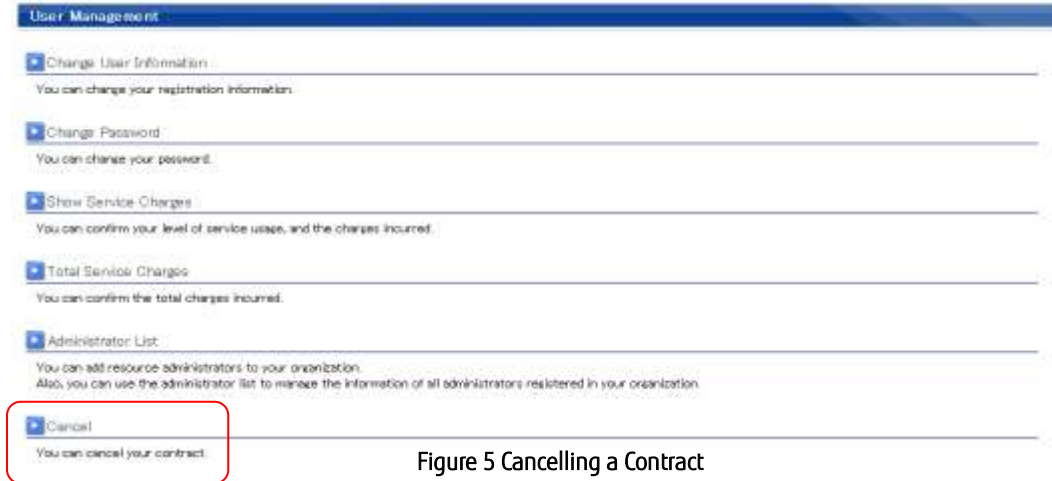 User Management
Change User Information
You can change your registration information.
Change Password
You can change your password.
Show Service Charges
You can confirm your level of service usage, and the charges incurred.
Total Service Charges
You can confirm the total charges incurred.
Administrator List
You can add resource administrators to your organization.
Also, you can use the administrator list to manage the information of all administrators registered in your organization.
Cancel
You can cancel your contract.
Figure 5 Cancelling a Contract